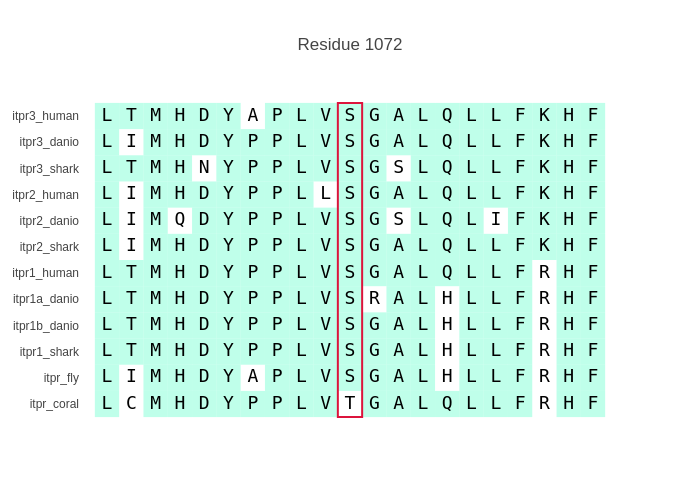 Residue 1072
itpr3_human L T M H D Y A P L V S G A L Q L L F K H F
itpr3_danio L I M H D Y P P L V S G A L Q L L F K H F
itpr3_shark L T M H N Y P P L V S G S L Q L L F K H F
itpr2_human L I M H D Y P P L L S G A L Q L L F K H F
itpr2_danio L I M Q D Y P P L V S G S L Q L I F K H F
itpr2_shark L I M H D Y P P L V S G A L Q L L F K H F
itpr1_human L T M H D Y P P L V S G A L Q L L F R H F
itpr1a_danio L T M H D Y P P L V S R A L H L L F R H F
itpr1b_danio L T M H D Y P P L V S G A L H L L F R H F
itpr1_shark L T M H D Y P P L V S G A L H L L F R H F
itpr_fly L I M H D Y A P L V S G A L H L L F R H F
itpr_coral L C M H D Y P P L V T G A L Q L L F R H F